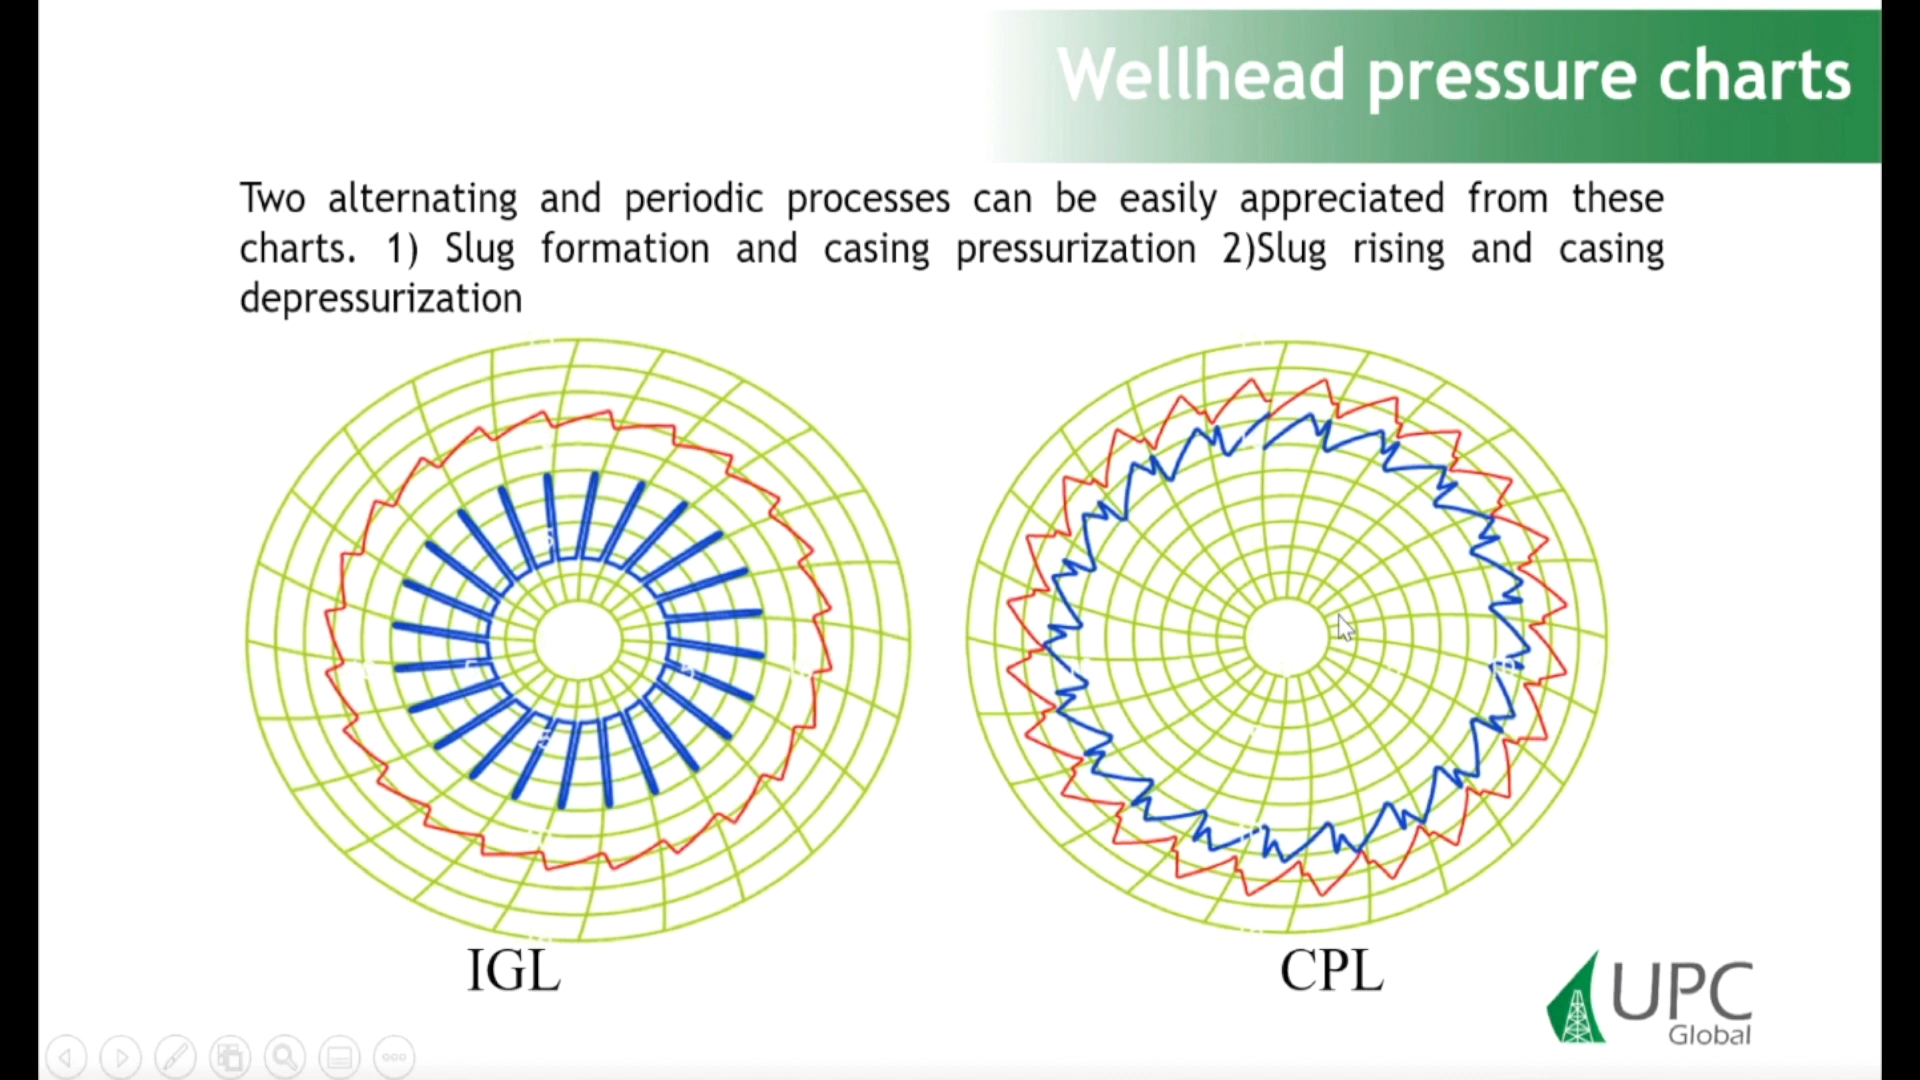 Wellhead pressure charts
Two alternating and periodic processes can be easily appreciated from these
charts. 1) Slug formation and casing pressurization 2)Slug rising and casing
depressurization
IGL
CPL
UPC
Global